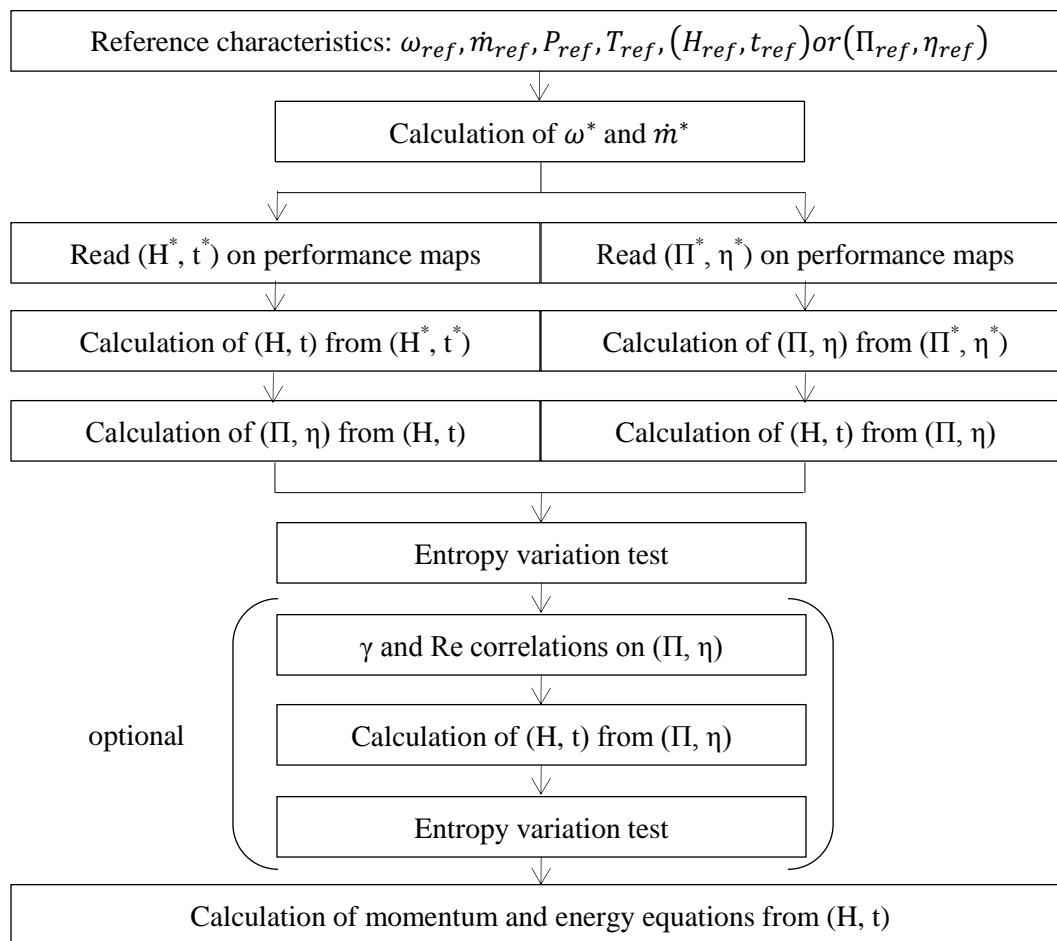 Reference characteristics: ω_ref, ṁ_ref, P_ref, T_ref, (H_ref, t_ref) or (Π_ref, η_ref)
Calculation of ω* and ṁ*
Read (H*, t*) on performance maps
Read (Π*, η*) on performance maps
Calculation of (H, t) from (H*, t*)
Calculation of (Π, η) from (Π*, η*)
Calculation of (Π, η) from (H, t)
Calculation of (H, t) from (Π, η)
Entropy variation test
γ and Re correlations on (Π, η)
optional
Calculation of (H, t) from (Π, η)
Entropy variation test
Calculation of momentum and energy equations from (H, t)